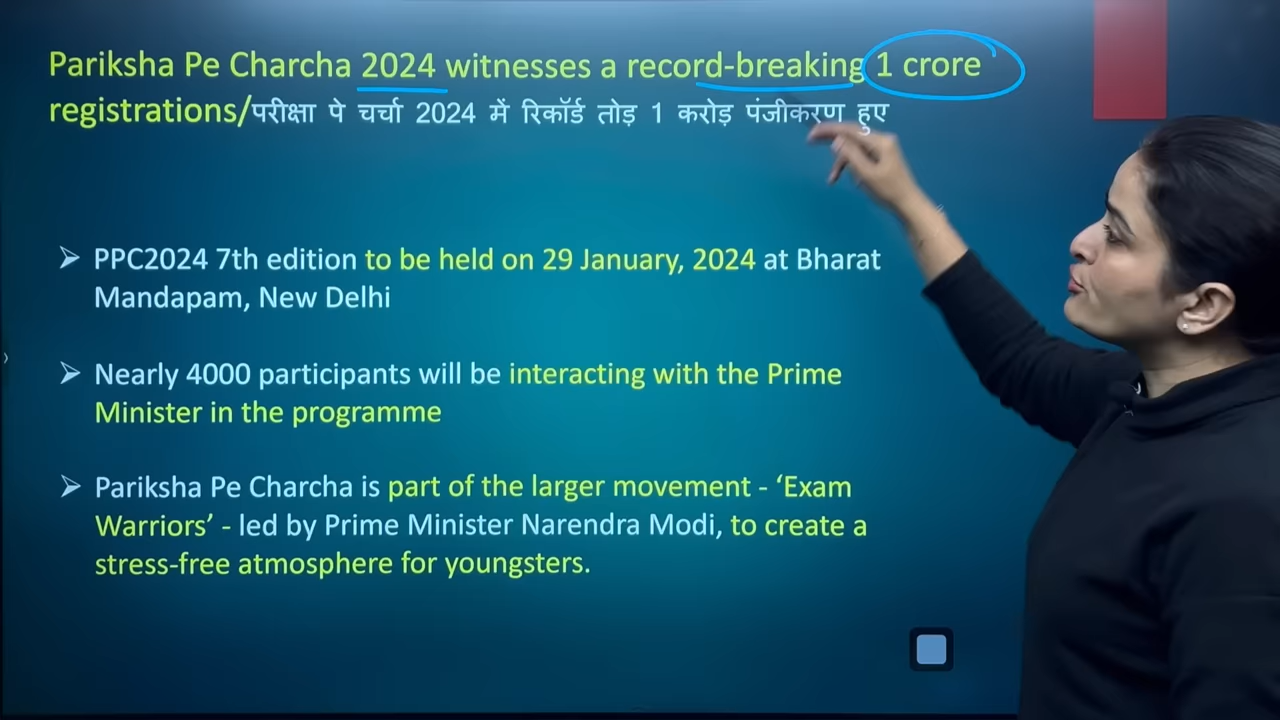 Pariksha Pe Charcha 2024 witnesses a record-breaking 1 crore
registrations/परीक्षा पे चर्चा 2024 में रिकॉर्ड तोड़ 1 करोड़ पंजीकरण हुए
➢ PPC2024 7th edition to be held on 29 January, 2024 at Bharat
Mandapam, New Delhi
➢ Nearly 4000 participants will be interacting with the Prime
Minister in the programme
➢ Pariksha Pe Charcha is part of the larger movement - ‘Exam
Warriors’ - led by Prime Minister Narendra Modi, to create a
stress-free atmosphere for youngsters.